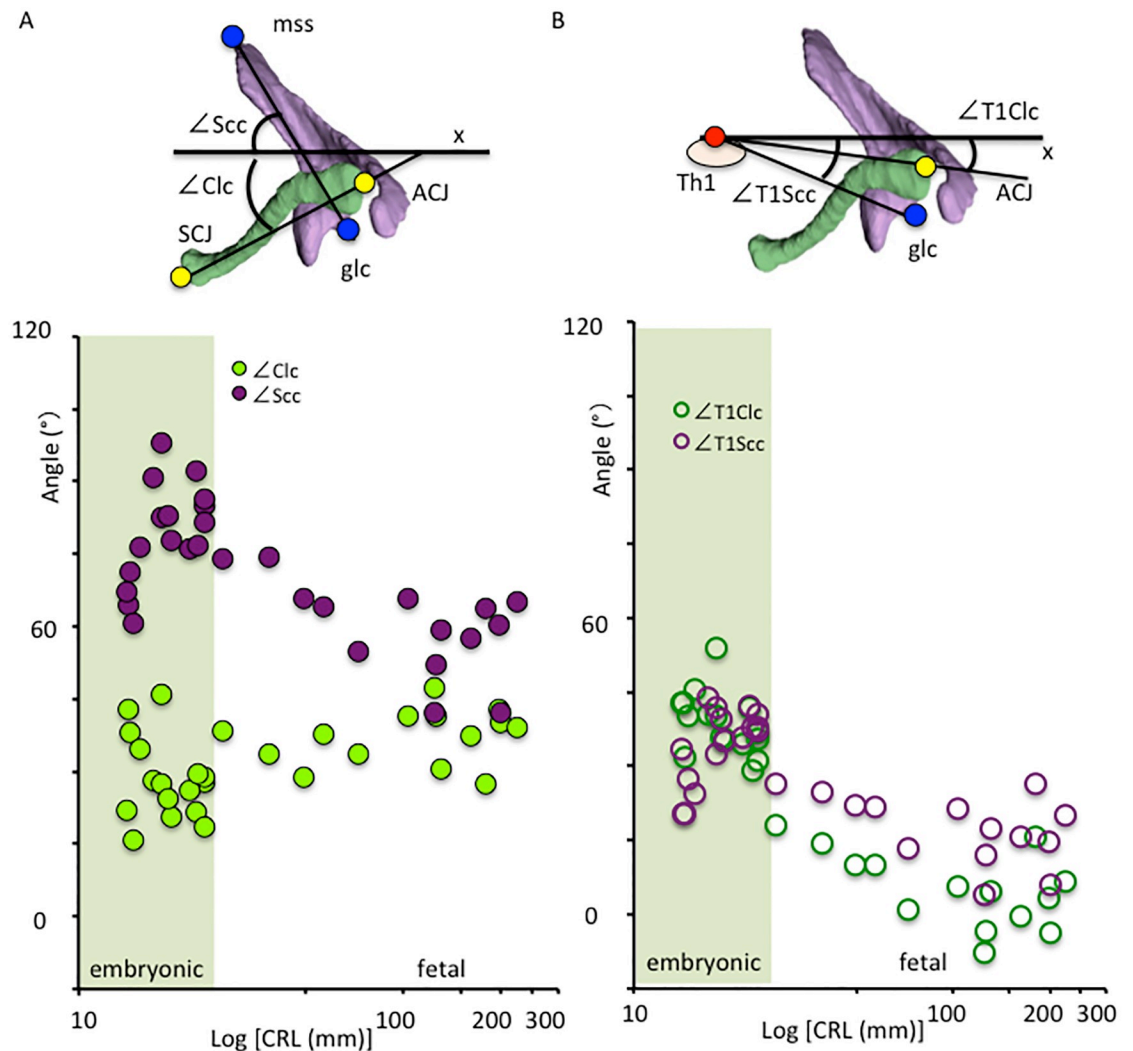 A
mss
∠Scc
x
∠Clc
ACJ
SCJ
glc
120
∠Clc
∠Scc
Angle (°)
60
0
embryonic
fetal
10
100
200
300
Log [CRL (mm)]
B
∠T1Clc
x
Th1
∠T1Scc
ACJ
glc
120
∠T1Clc
∠T1Scc
Angle (°)
60
0
embryonic
fetal
10
100
200
300
Log [CRL (mm)]